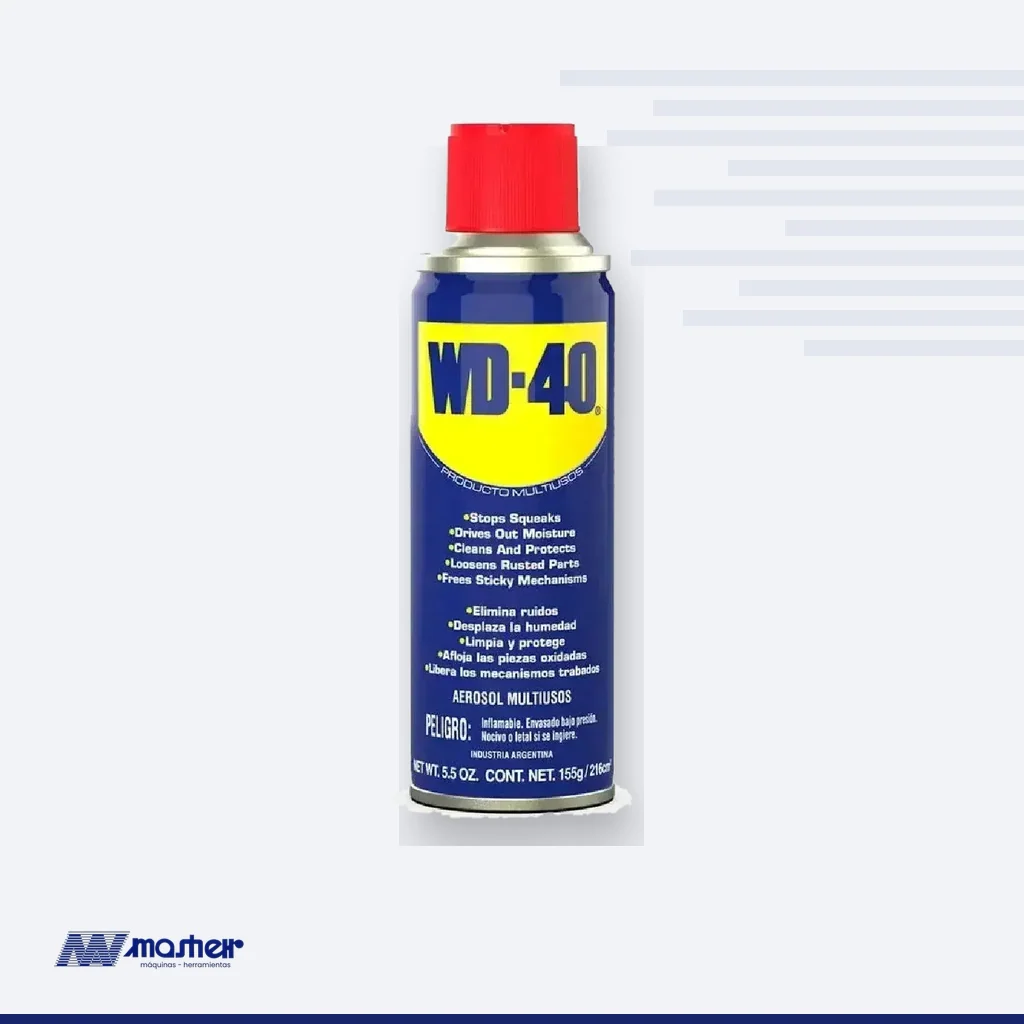 WD-40®
PRODUCTO MULTIUSOS
•Stops Squeaks
•Drives Out Moisture
•Cleans And Protects
•Loosens Rusted Parts
•Frees Sticky Mechanisms
•Elimina ruidos
•Desplaza la humedad
•Limpia y protege
•Afloja las piezas oxidadas
•Libera los mecanismos trabados
AEROSOL MULTIUSOS
PELIGRO: Inflamable. Envasado bajo presión.
Nocivo o letal si se ingiere.
INDUSTRIA ARGENTINA
NET WT. 5.5 OZ. CONT. NET. 155g/216cm³
masherr
máquinas - herramientas